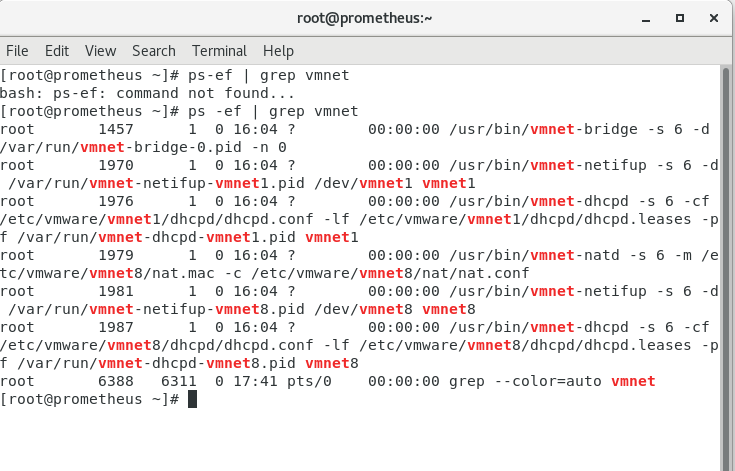 root@prometheus:~
File Edit View Search Terminal Help
[root@prometheus ~]# ps-ef | grep vmnet
bash: ps-ef: command not found...
[root@prometheus ~]# ps -ef | grep vmnet
root       1457      1  0 16:04 ?        00:00:00 /usr/bin/vmnet-bridge -s 6 -d
/var/run/vmnet-bridge-0.pid -n 0
root       1970      1  0 16:04 ?        00:00:00 /usr/bin/vmnet-netifup -s 6 -d
 /var/run/vmnet-netifup-vmnet1.pid /dev/vmnet1 vmnet1
root       1976      1  0 16:04 ?        00:00:00 /usr/bin/vmnet-dhcpd -s 6 -cf
/etc/vmware/vmnet1/dhcpd/dhcpd.conf -lf /etc/vmware/vmnet1/dhcpd/dhcpd.leases -p
f /var/run/vmnet-dhcpd-vmnet1.pid vmnet1
root       1979      1  0 16:04 ?        00:00:00 /usr/bin/vmnet-natd -s 6 -m /e
tc/vmware/vmnet8/nat.mac -c /etc/vmware/vmnet8/nat/nat.conf
root       1981      1  0 16:04 ?        00:00:00 /usr/bin/vmnet-netifup -s 6 -d
 /var/run/vmnet-netifup-vmnet8.pid /dev/vmnet8 vmnet8
root       1987      1  0 16:04 ?        00:00:00 /usr/bin/vmnet-dhcpd -s 6 -cf
/etc/vmware/vmnet8/dhcpd/dhcpd.conf -lf /etc/vmware/vmnet8/dhcpd/dhcpd.leases -p
f /var/run/vmnet-dhcpd-vmnet8.pid vmnet8
root       6388   6311  0 17:41 pts/0    00:00:00 grep --color=auto vmnet
[root@prometheus ~]#